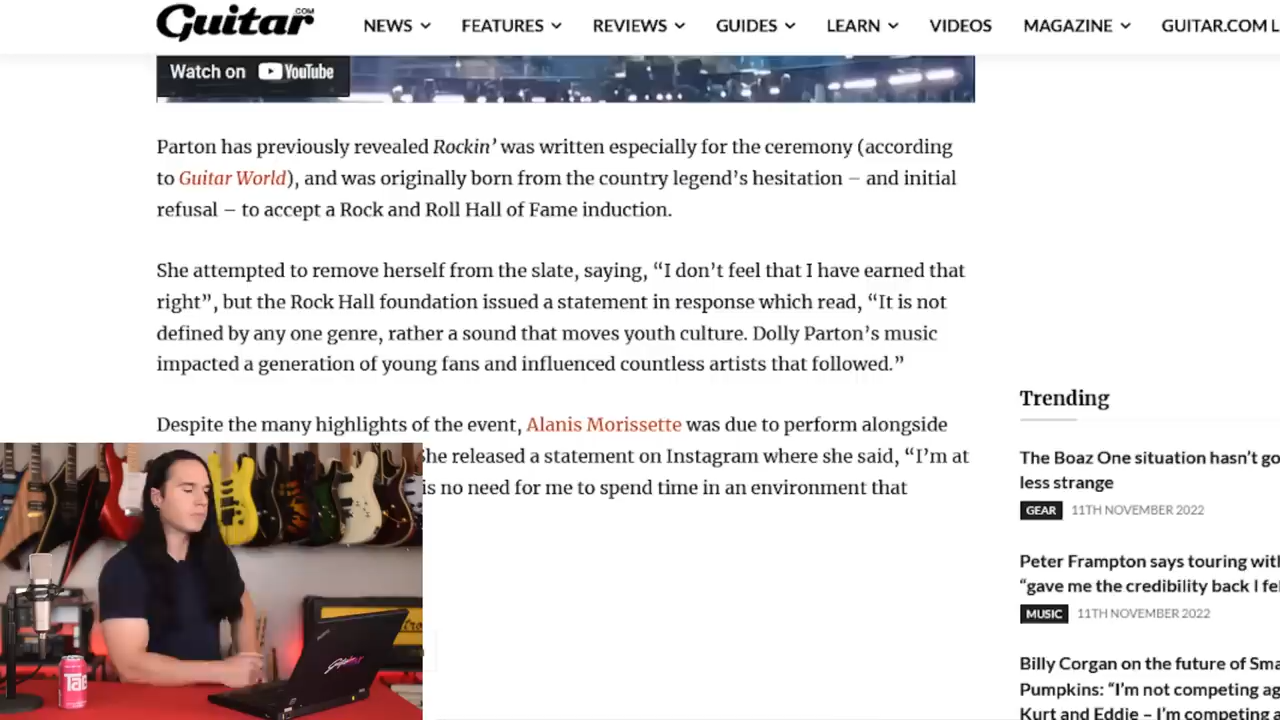 Guitar .COM
NEWS FEATURES REVIEWS GUIDES LEARN VIDEOS MAGAZINE GUITAR.COM L
Watch on YouTube
Parton has previously revealed Rockin’ was written especially for the ceremony (according
to Guitar World), and was originally born from the country legend’s hesitation – and initial
refusal – to accept a Rock and Roll Hall of Fame induction.
She attempted to remove herself from the slate, saying, “I don’t feel that I have earned that
right”, but the Rock Hall foundation issued a statement in response which read, “It is not
defined by any one genre, rather a sound that moves youth culture. Dolly Parton’s music
impacted a generation of young fans and influenced countless artists that followed.”
Despite the many highlights of the event, Alanis Morissette was due to perform alongside
She released a statement on Instagram where she said, “I’m at
is no need for me to spend time in an environment that
Trending
The Boaz One situation hasn’t go
less strange
GEAR 11TH NOVEMBER 2022
Peter Frampton says touring with
“gave me the credibility back I fe
MUSIC 11TH NOVEMBER 2022
Billy Corgan on the future of Sma
Pumpkins: “I’m not competing ag
Kurt and Eddie – I’m competing a